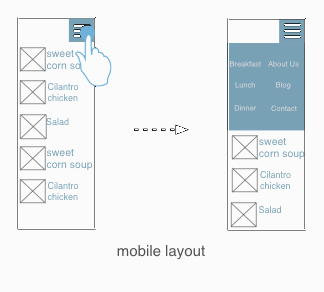 sweet
corn so
Cilantro
chicken
Salad
sweet
corn soup
Cilantro
chicken
Breakfast About Us
Lunch Blog
Dinner Contact
sweet
corn soup
Cilantro
chicken
Salad
mobile layout